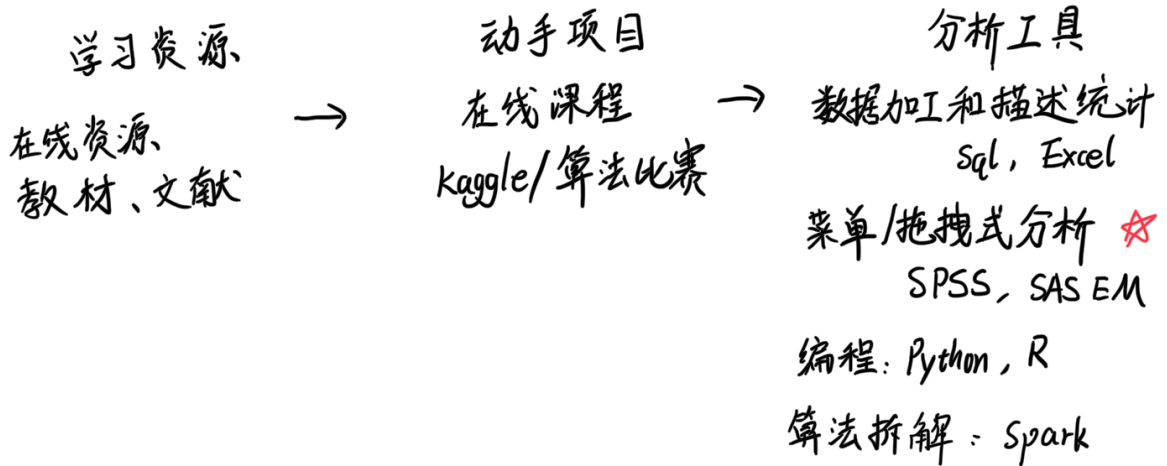 学习资源
在线资源、
教材、文献
动手项目
在线课程
kaggle/算法比赛
分析工具
数据加工和描述统计
Sql, Excel
菜单/拖拽式分析
SPSS, SAS EM
编程: Python, R
算法拆解: Spark